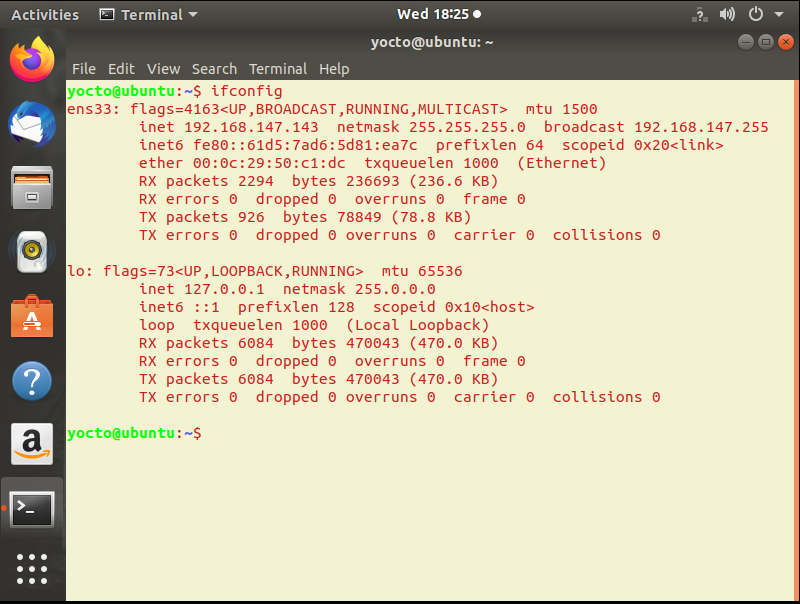 Activities Terminal Wed 18:25
yocto@ubuntu: ~
File Edit View Search Terminal Help
yocto@ubuntu:~$ ifconfig
ens33: flags=4163<UP,BROADCAST,RUNNING,MULTICAST>  mtu 1500
        inet 192.168.147.143  netmask 255.255.255.0  broadcast 192.168.147.255
        inet6 fe80::61d5:7ad6:5d81:ea7c  prefixlen 64  scopeid 0x20<link>
        ether 00:0c:29:50:c1:dc  txqueuelen 1000  (Ethernet)
        RX packets 2294  bytes 236693 (236.6 KB)
        RX errors 0  dropped 0  overruns 0  frame 0
        TX packets 926  bytes 78849 (78.8 KB)
        TX errors 0  dropped 0 overruns 0  carrier 0  collisions 0

lo: flags=73<UP,LOOPBACK,RUNNING>  mtu 65536
        inet 127.0.0.1  netmask 255.0.0.0
        inet6 ::1  prefixlen 128  scopeid 0x10<host>
        loop  txqueuelen 1000  (Local Loopback)
        RX packets 6084  bytes 470043 (470.0 KB)
        RX errors 0  dropped 0  overruns 0  frame 0
        TX packets 6084  bytes 470043 (470.0 KB)
        TX errors 0  dropped 0 overruns 0  carrier 0  collisions 0

yocto@ubuntu:~$